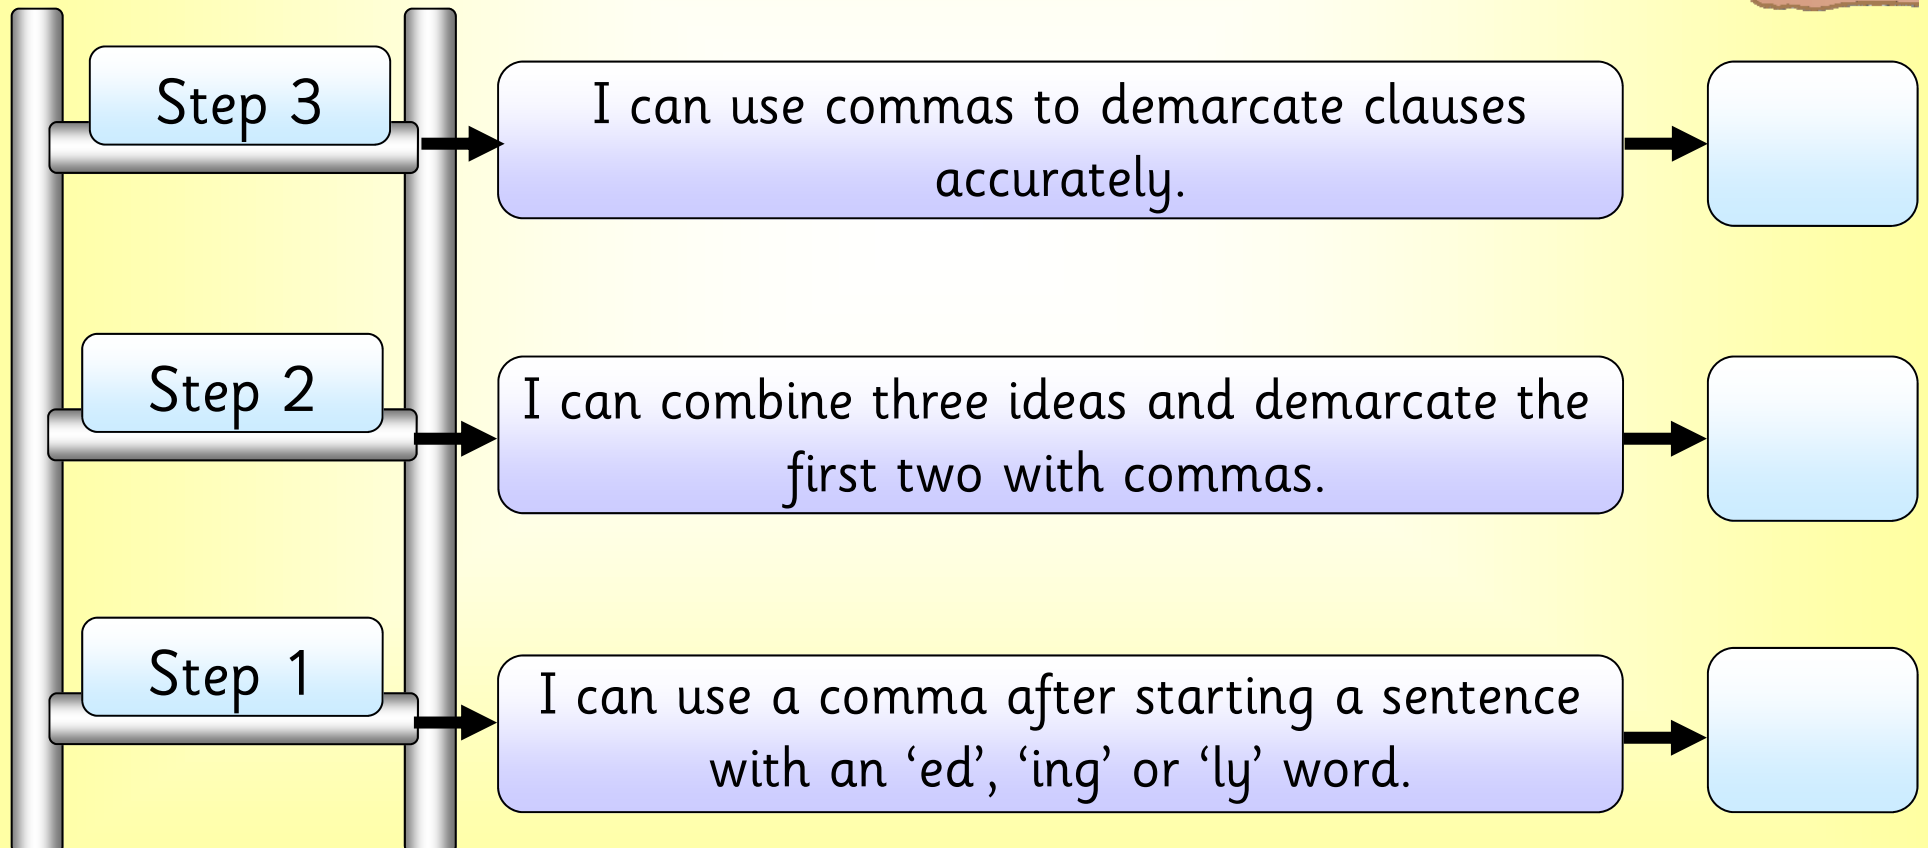 Step 3
I can use commas to demarcate clauses
accurately.
Step 2
I can combine three ideas and demarcate the
first two with commas.
Step 1
I can use a comma after starting a sentence
with an ‘ed’, ‘ing’ or ‘ly’ word.